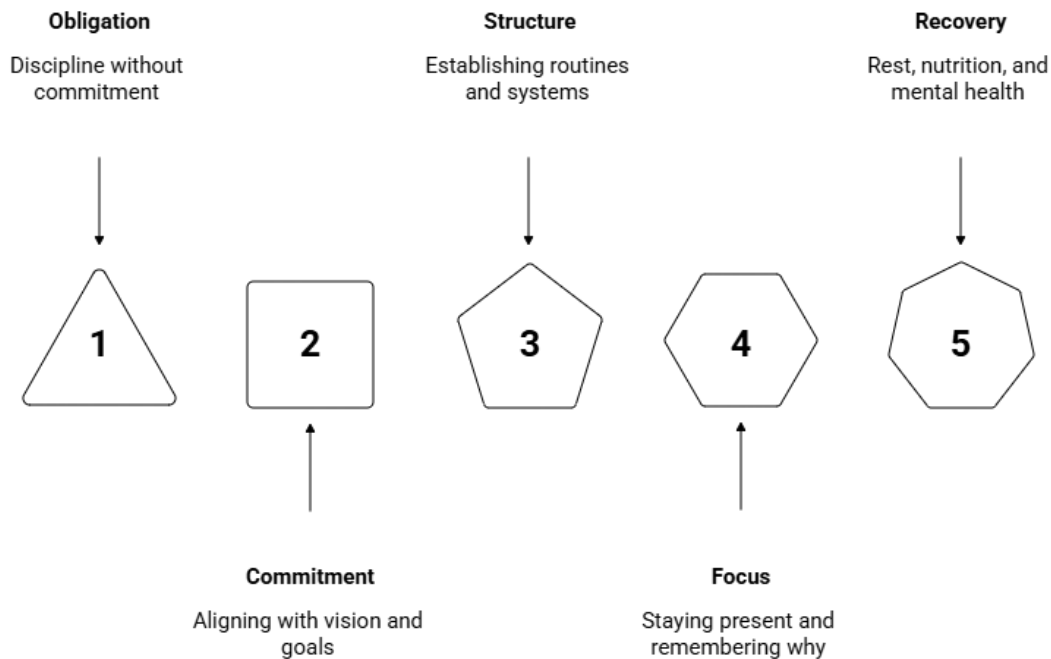 Obligation
Discipline without
commitment
Structure
Establishing routines
and systems
Recovery
Rest, nutrition, and
mental health
1
2
3
4
5
Commitment
Aligning with vision and
goals
Focus
Staying present and
remembering why